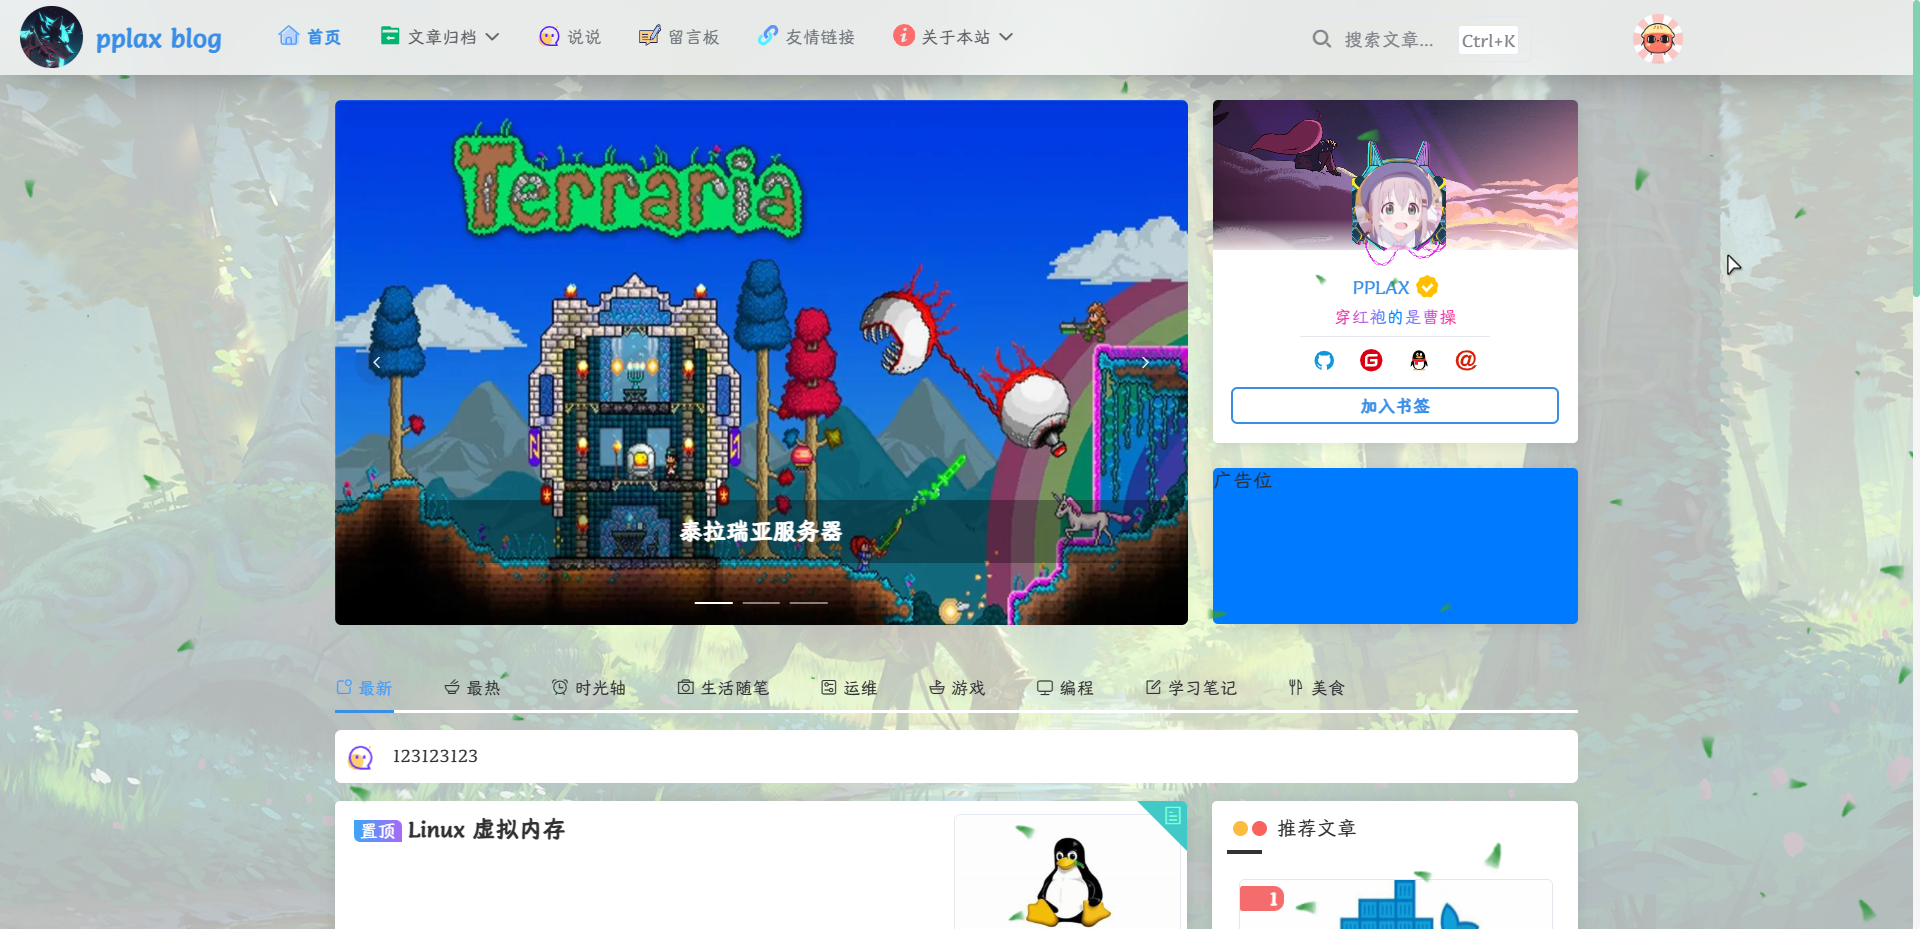 pplax blog
首页
文章归档
说说
留言板
友情链接
关于本站
搜索文章...
Ctrl+K
Terraria
泰拉瑞亚服务器
PPLAX
穿红袍的是曹操
加入书签
广告位
最新
最热
时光轴
生活随笔
运维
游戏
编程
学习笔记
美食
123123123
置顶 Linux 虚拟内存
推荐文章
1